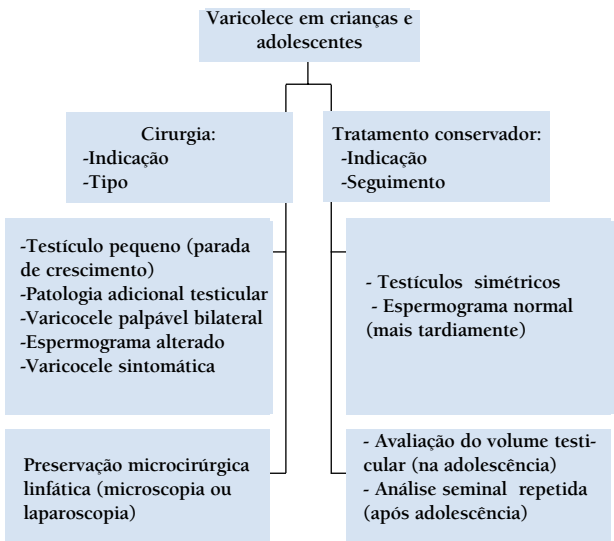 Varicolece em crianças e
adolescentes
Cirurgia:
-Indicação
-Tipo
Tratamento conservador:
-Indicação
-Seguimento
-Testículo pequeno (parada
de crescimento)
-Patologia adicional testicular
-Varicocele palpável bilateral
-Espermograma alterado
-Varicocele sintomática
- Testículos simétricos
- Espermograma normal
(mais tardiamente)
Preservação microcirúrgica
linfática (microscopia ou
laparoscopia)
- Avaliação do volume testi-
cular (na adolescência)
- Análise seminal repetida
(após adolescência)